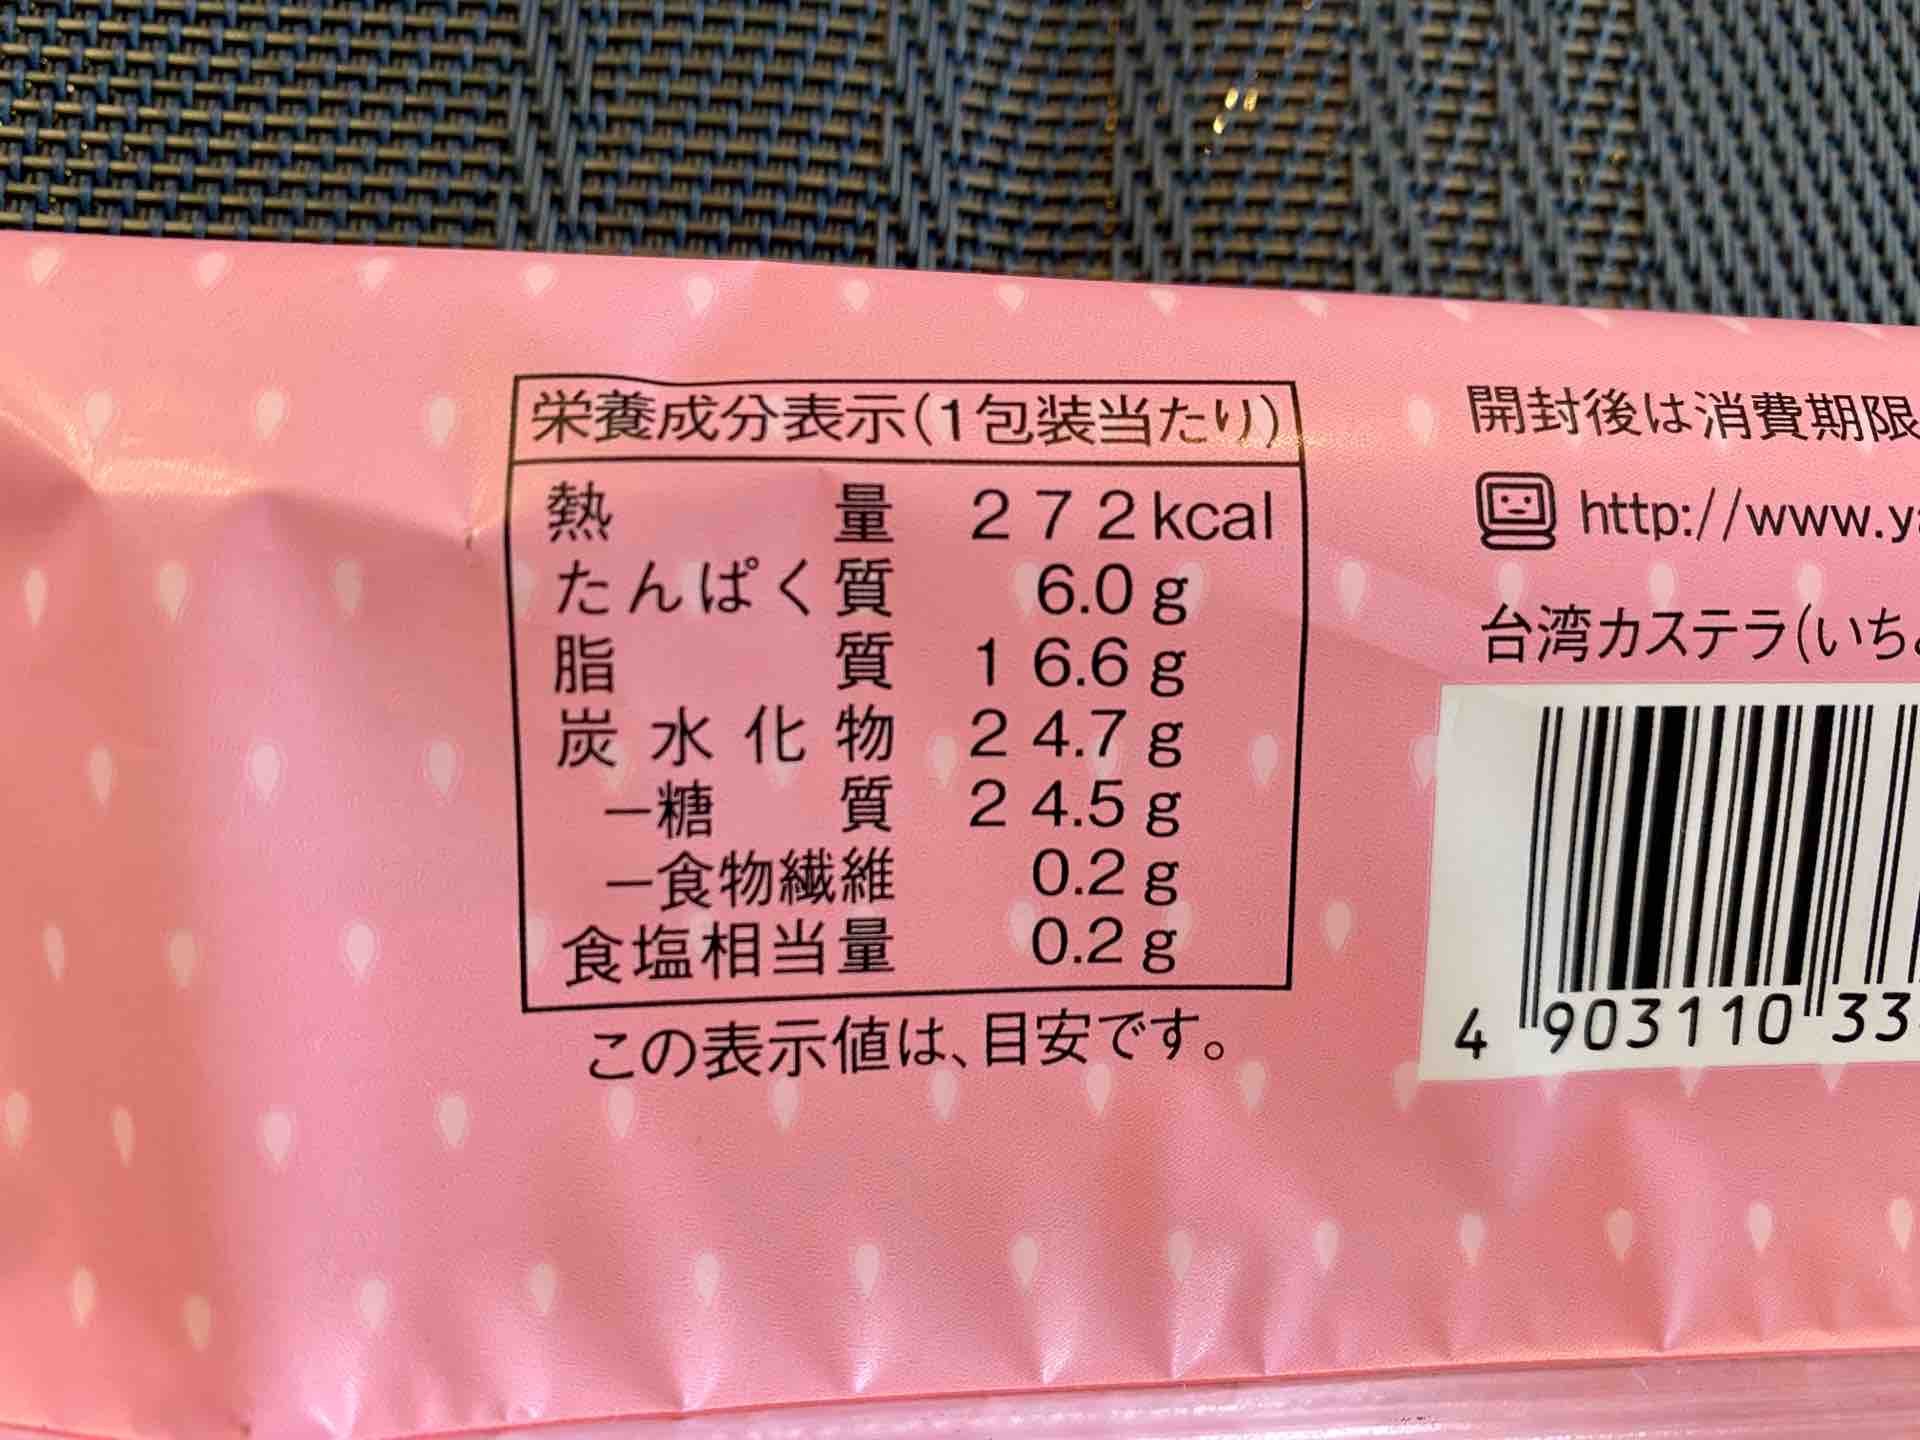 栄養成分表示(1包装当たり)
熱量 272kcal
たんぱく質 6.0g
脂質 16.6g
炭水化物 24.7g
−糖質 24.5g
−食物繊維 0.2g
食塩相当量 0.2g
この表示値は、目安です。
開封後は消費期限
http://www.y
台湾カステラ(いち
4 903110 33